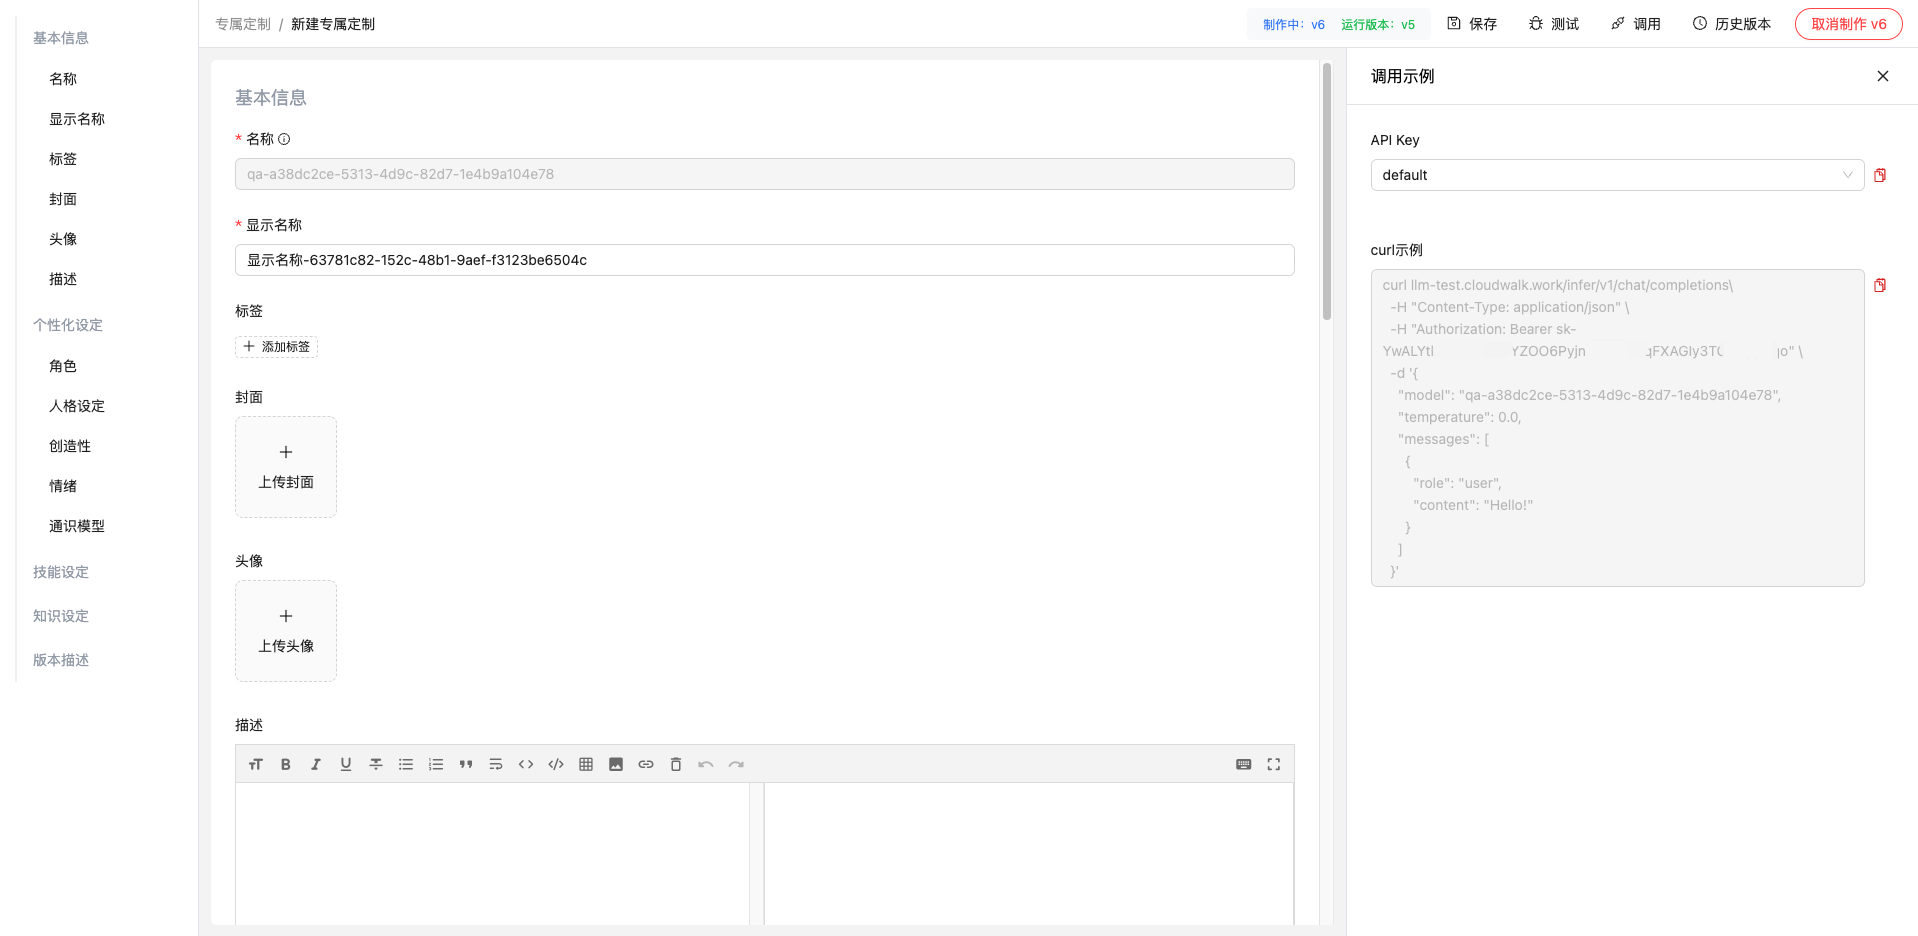 专属定制 / 新建专属定制
制作中：v6 运行版本：v5
保存
测试
调用
历史版本
取消制作 v6
基本信息
名称
显示名称
标签
封面
头像
描述
个性化设定
角色
人格设定
创造性
情绪
通识模型
技能设定
知识设定
版本描述
基本信息
* 名称
qa-a38dc2ce-5313-4d9c-82d7-1e4b9a104e78
* 显示名称
显示名称-63781c82-152c-48b1-9aef-f3123be6504c
标签
+ 添加标签
封面
+
上传封面
头像
+
上传头像
描述
调用示例
API Key
default
curl示例
curl llm-test.cloudwalk.work/infer/v1/chat/completions\
-H "Content-Type: application/json" \
-H "Authorization: Bearer sk-
" \
-d '{
"model": "qa-a38dc2ce-5313-4d9c-82d7-1e4b9a104e78",
"temperature": 0.0,
"messages": [
{
"role": "user",
"content": "Hello!"
}
]
}'